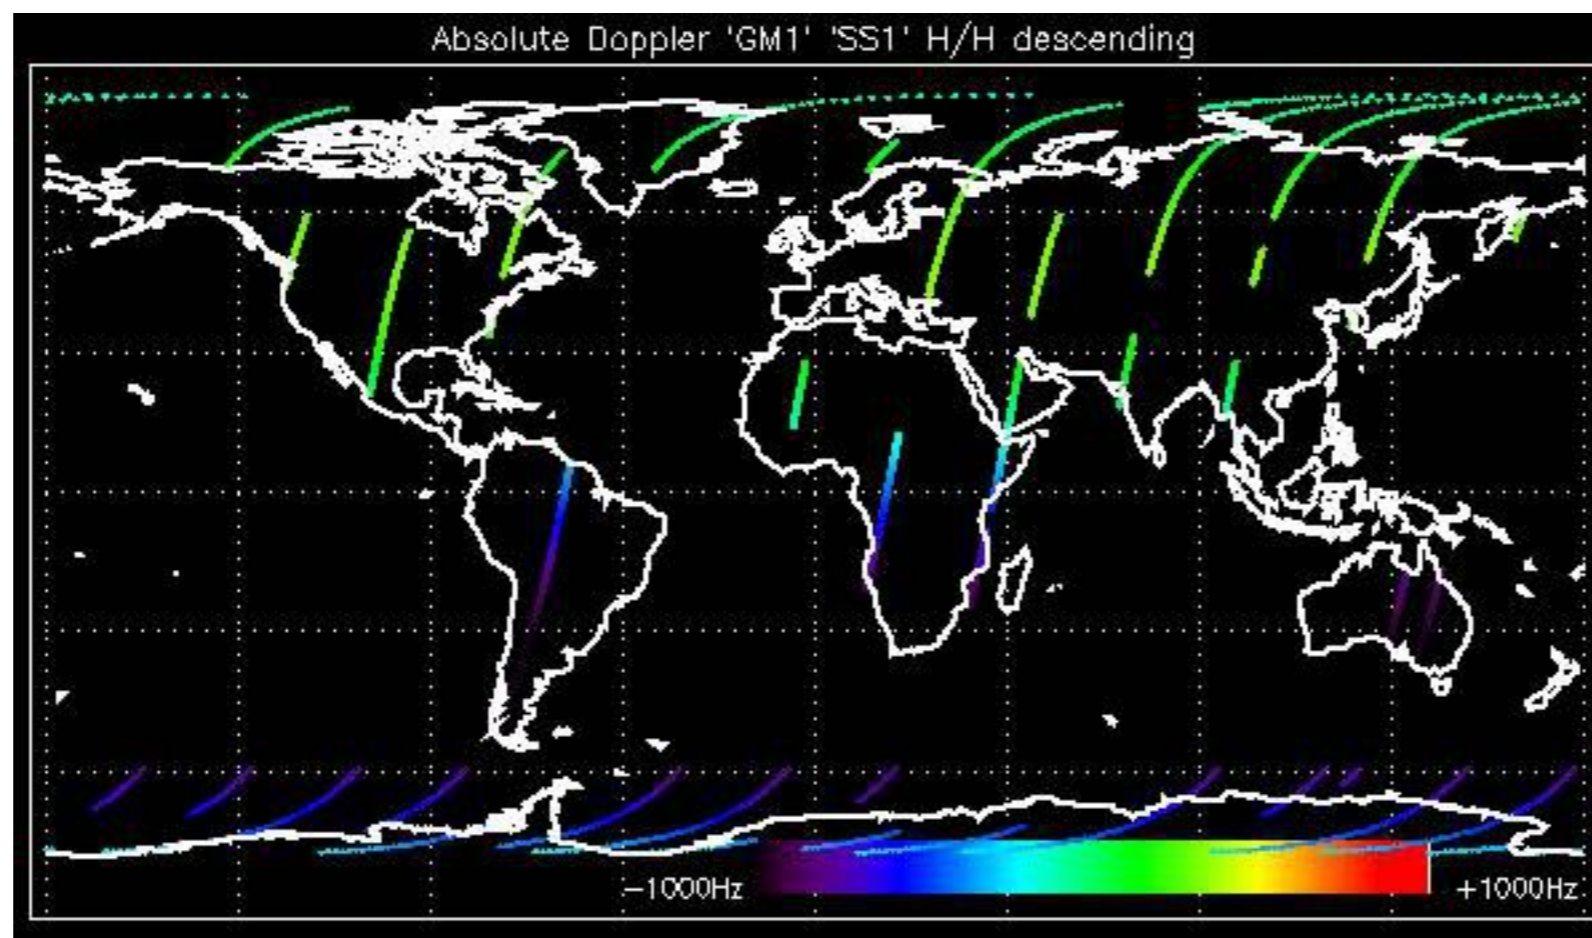 Absolute Doppler 'GM1' 'SS1' H/H descending
-1000Hz
+1000Hz